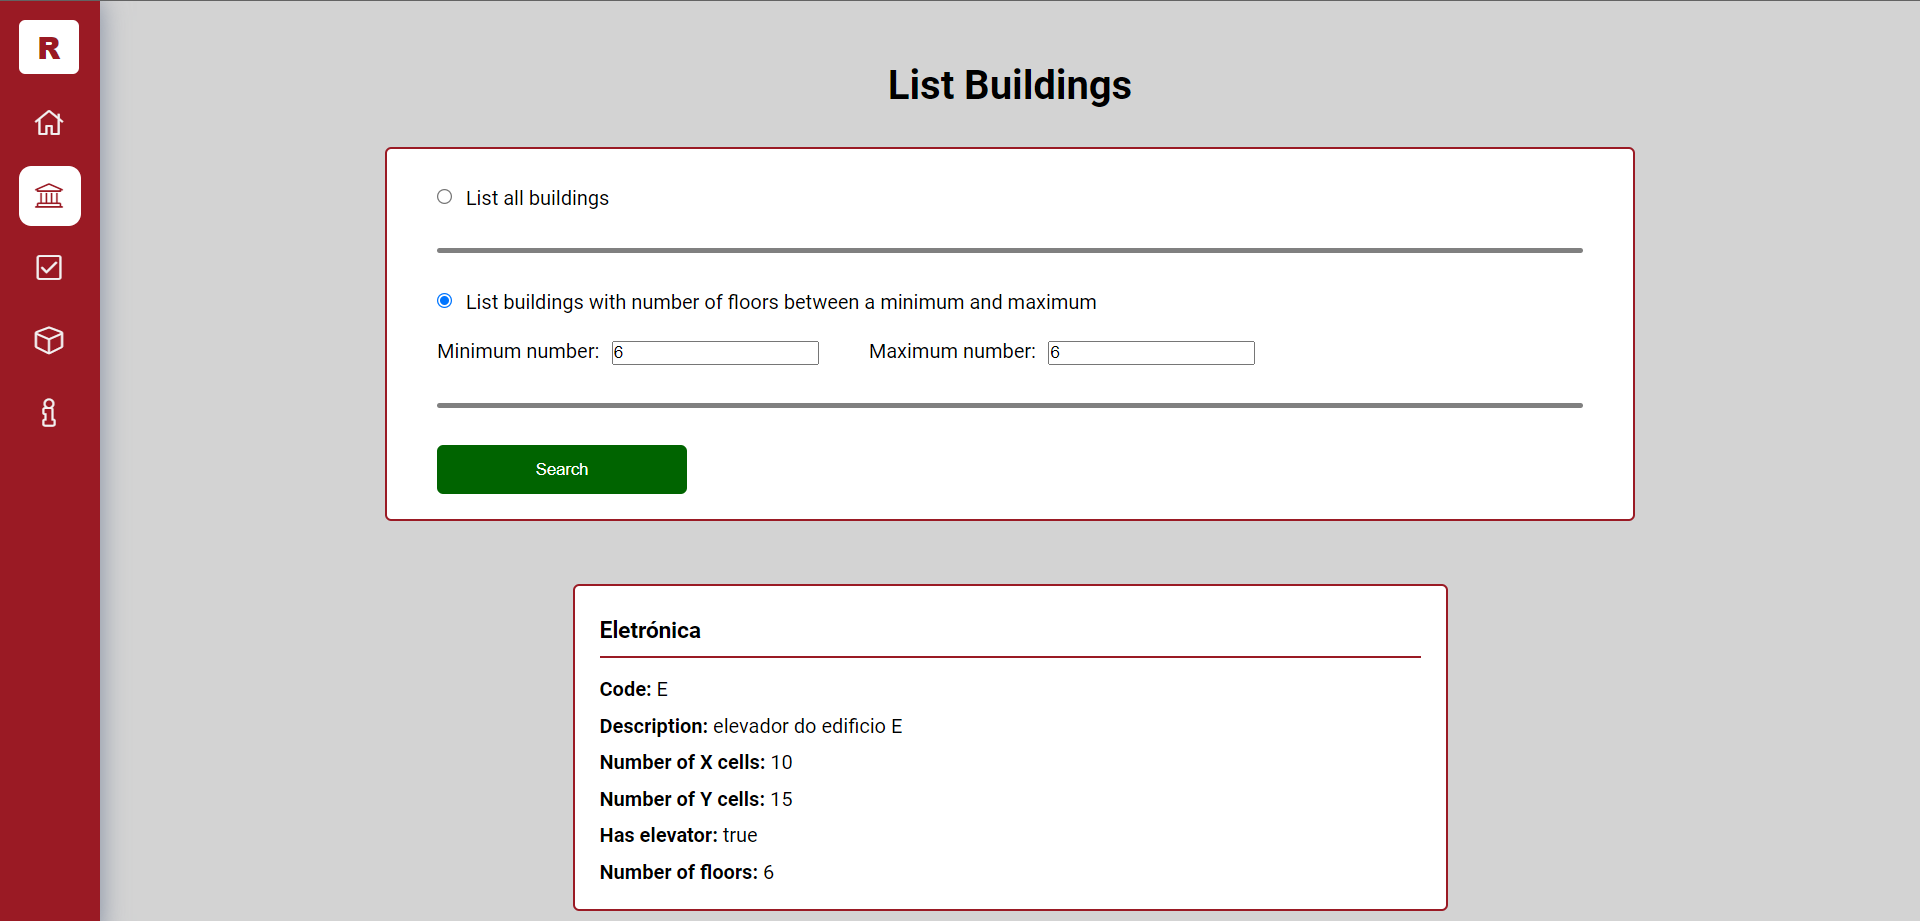 R
List Buildings
List all buildings
List buildings with number of floors between a minimum and maximum
Minimum number: 6 Maximum number: 6
Search
Eletrónica
Code: E
Description: elevador do edificio E
Number of X cells: 10
Number of Y cells: 15
Has elevator: true
Number of floors: 6